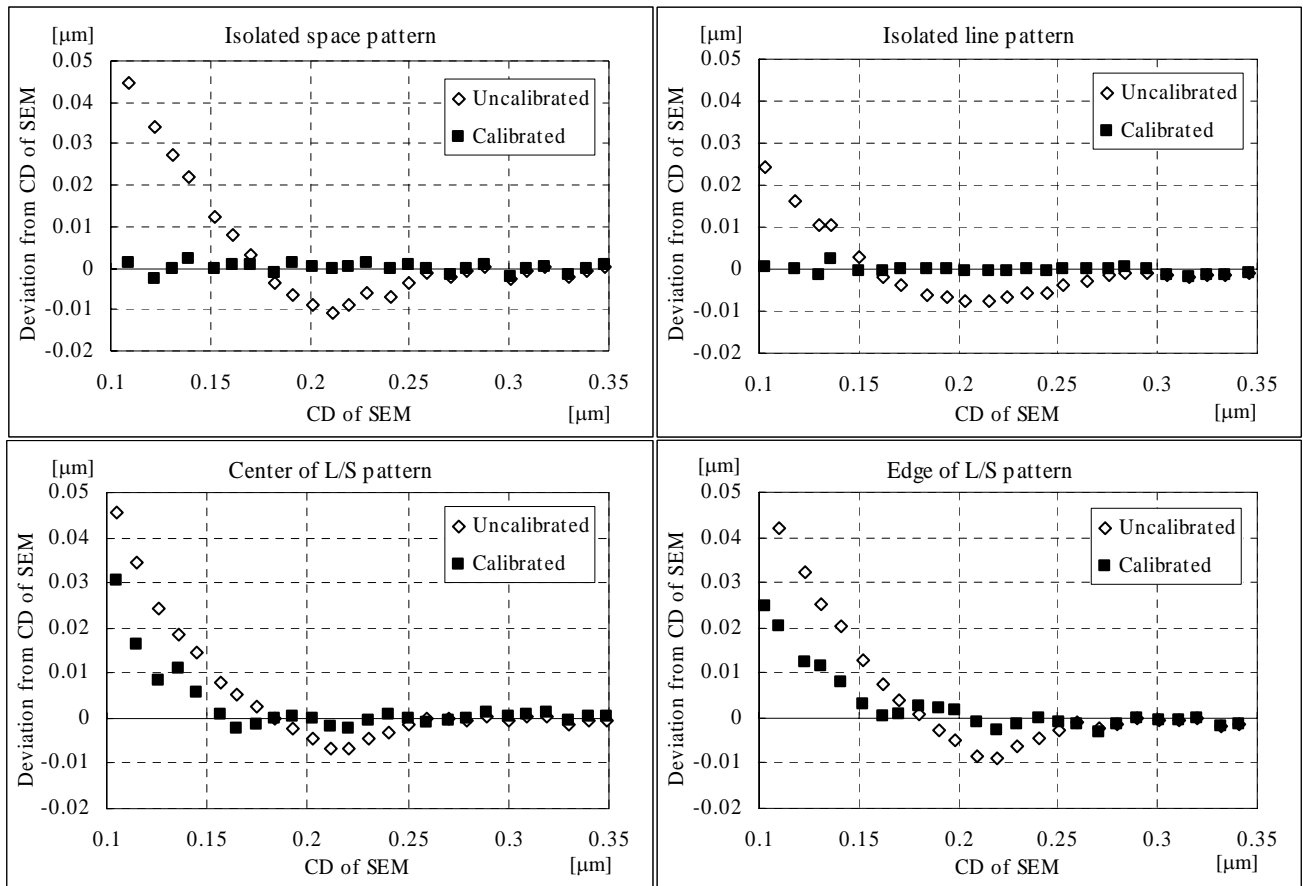 [μm]
Isolated space pattern
Deviation from CD of SEM
0.05
0.04
0.03
0.02
0.01
0
-0.01
-0.02
Uncalibrated
Calibrated
0.1 0.15 0.2 0.25 0.3 0.35
CD of SEM [μm]
[μm]
Isolated line pattern
Deviation from CD of SEM
0.05
0.04
0.03
0.02
0.01
0
-0.01
-0.02
Uncalibrated
Calibrated
0.1 0.15 0.2 0.25 0.3 0.35
CD of SEM [μm]
[μm]
Center of L/S pattern
Deviation from CD of SEM
0.05
0.04
0.03
0.02
0.01
0
-0.01
-0.02
Uncalibrated
Calibrated
0.1 0.15 0.2 0.25 0.3 0.35
CD of SEM [μm]
[μm]
Edge of L/S pattern
Deviation from CD of SEM
0.05
0.04
0.03
0.02
0.01
0
-0.01
-0.02
Uncalibrated
Calibrated
0.1 0.15 0.2 0.25 0.3 0.35
CD of SEM [μm]